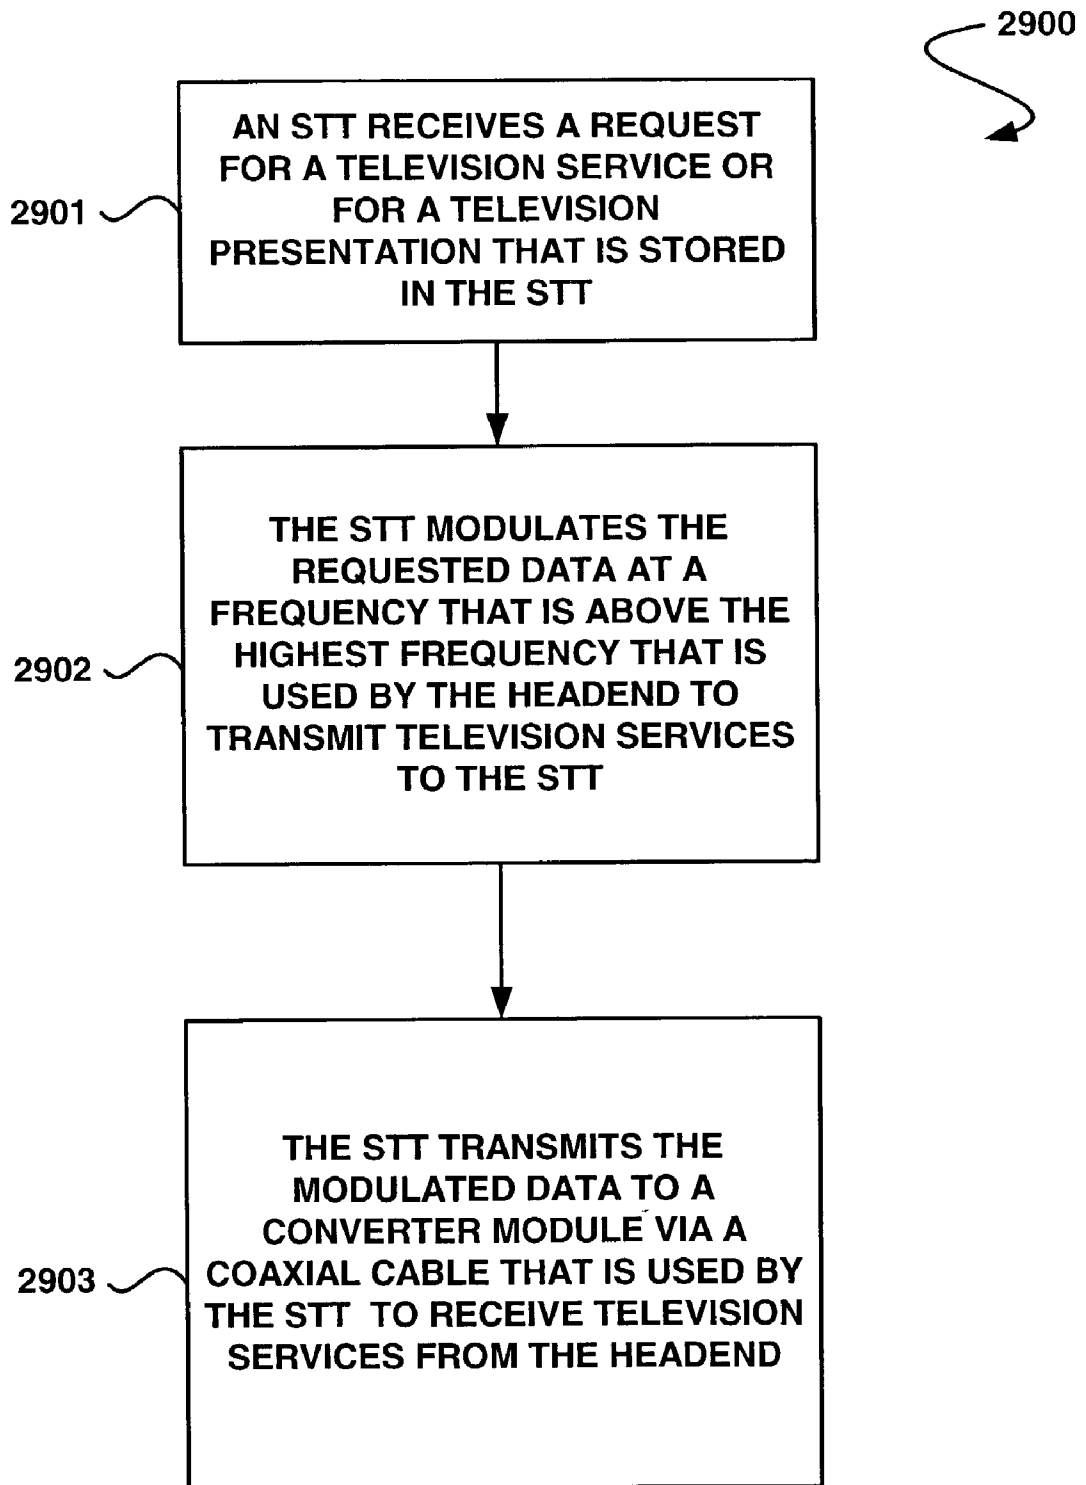 2900
AN STT RECEIVES A REQUEST
FOR A TELEVISION SERVICE OR
FOR A TELEVISION
PRESENTATION THAT IS STORED
IN THE STT
2901
THE STT MODULATES THE
REQUESTED DATA AT A
FREQUENCY THAT IS ABOVE THE
HIGHEST FREQUENCY THAT IS
USED BY THE HEADEND TO
TRANSMIT TELEVISION SERVICES
TO THE STT
2902
THE STT TRANSMITS THE
MODULATED DATA TO A
CONVERTER MODULE VIA A
COAXIAL CABLE THAT IS USED BY
THE STT TO RECEIVE TELEVISION
SERVICES FROM THE HEADEND
2903